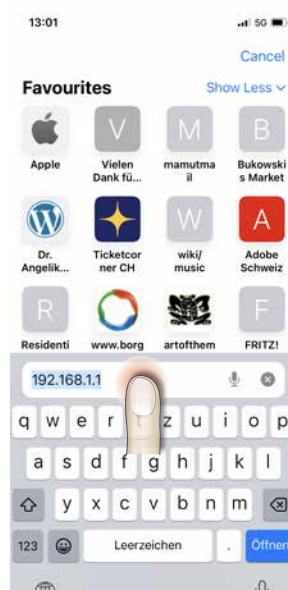 13:01 5G
Cancel
Favourites Show Less
V M B
Apple Vielen mamutma Bukowski
Dank fü... il s Market
W A
Dr. Ticketcor wiki/ Adobe
Angelik... ner CH music Schweiz
R F
Residenti www.borg artofthem FRITZ!
192.168.1.1
q w e r t z u i o p
a s d f g h j k l
y x c v b n m
123 Leerzeichen . Öffnen